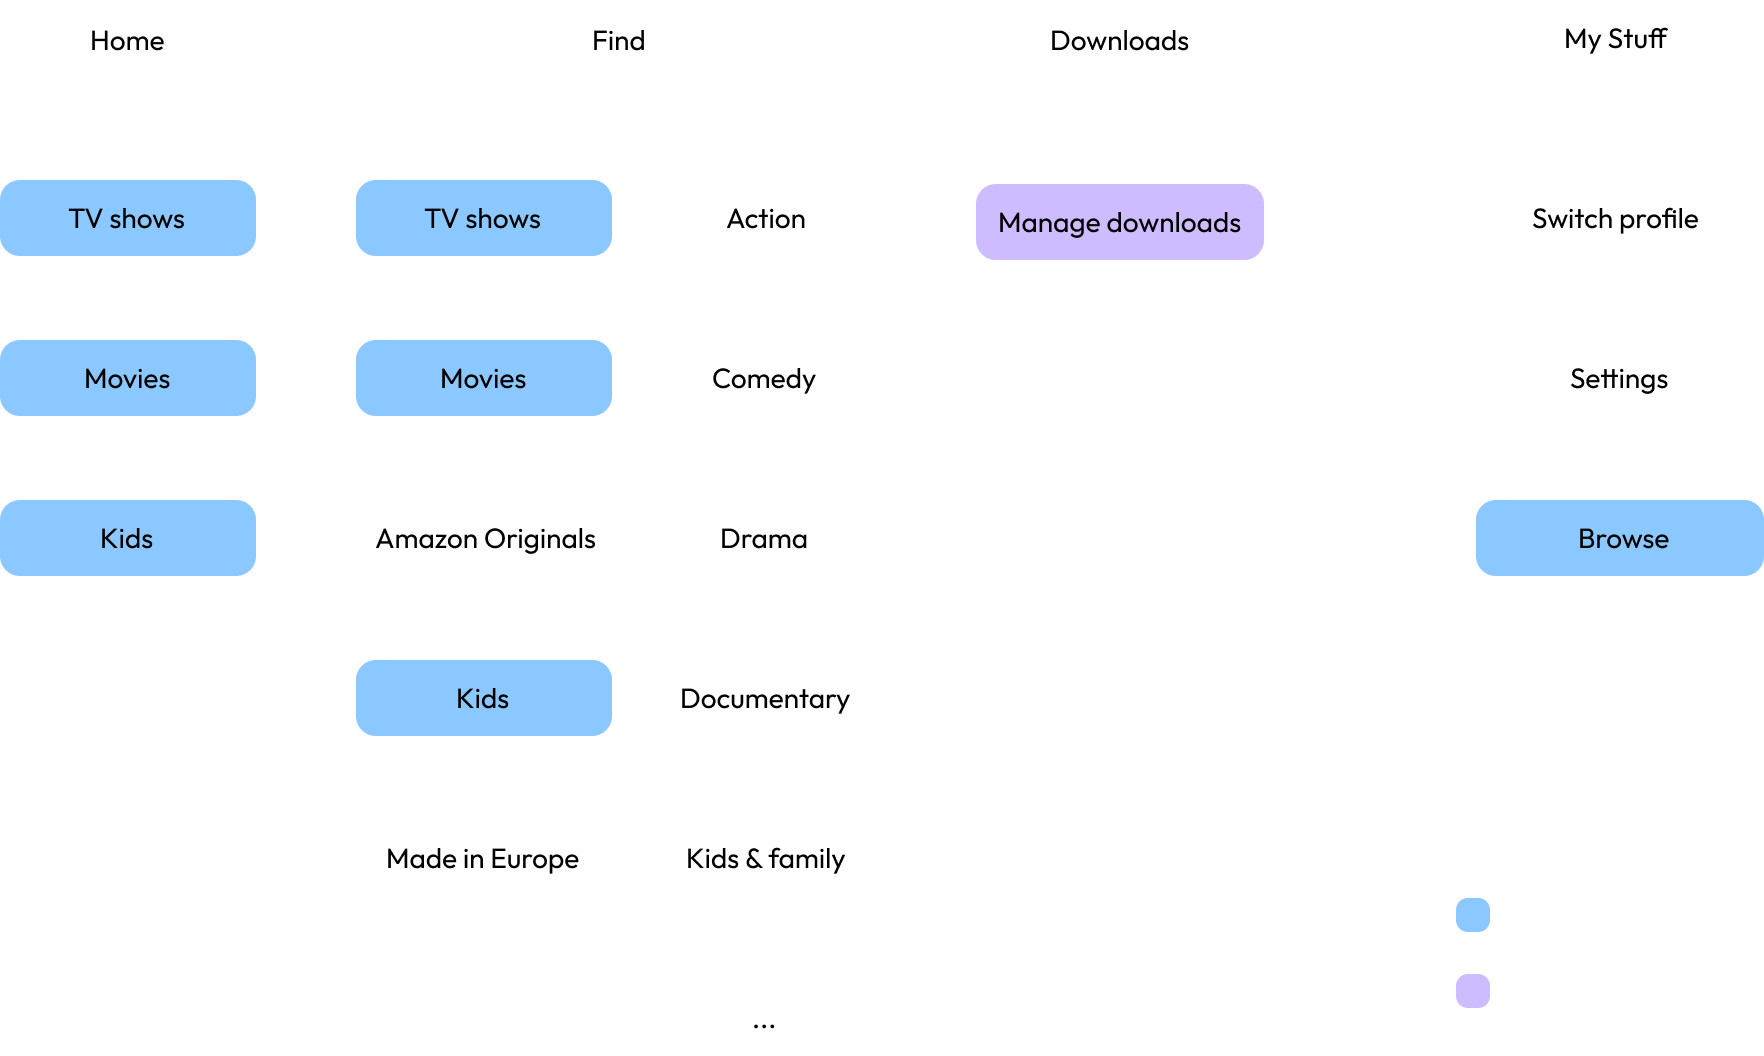 Home
Find
Downloads
My Stuff
TV shows
TV shows
Action
Manage downloads
Switch profile
Movies
Movies
Comedy
Settings
Kids
Amazon Originals
Drama
Browse
Kids
Documentary
Made in Europe
Kids & family
...